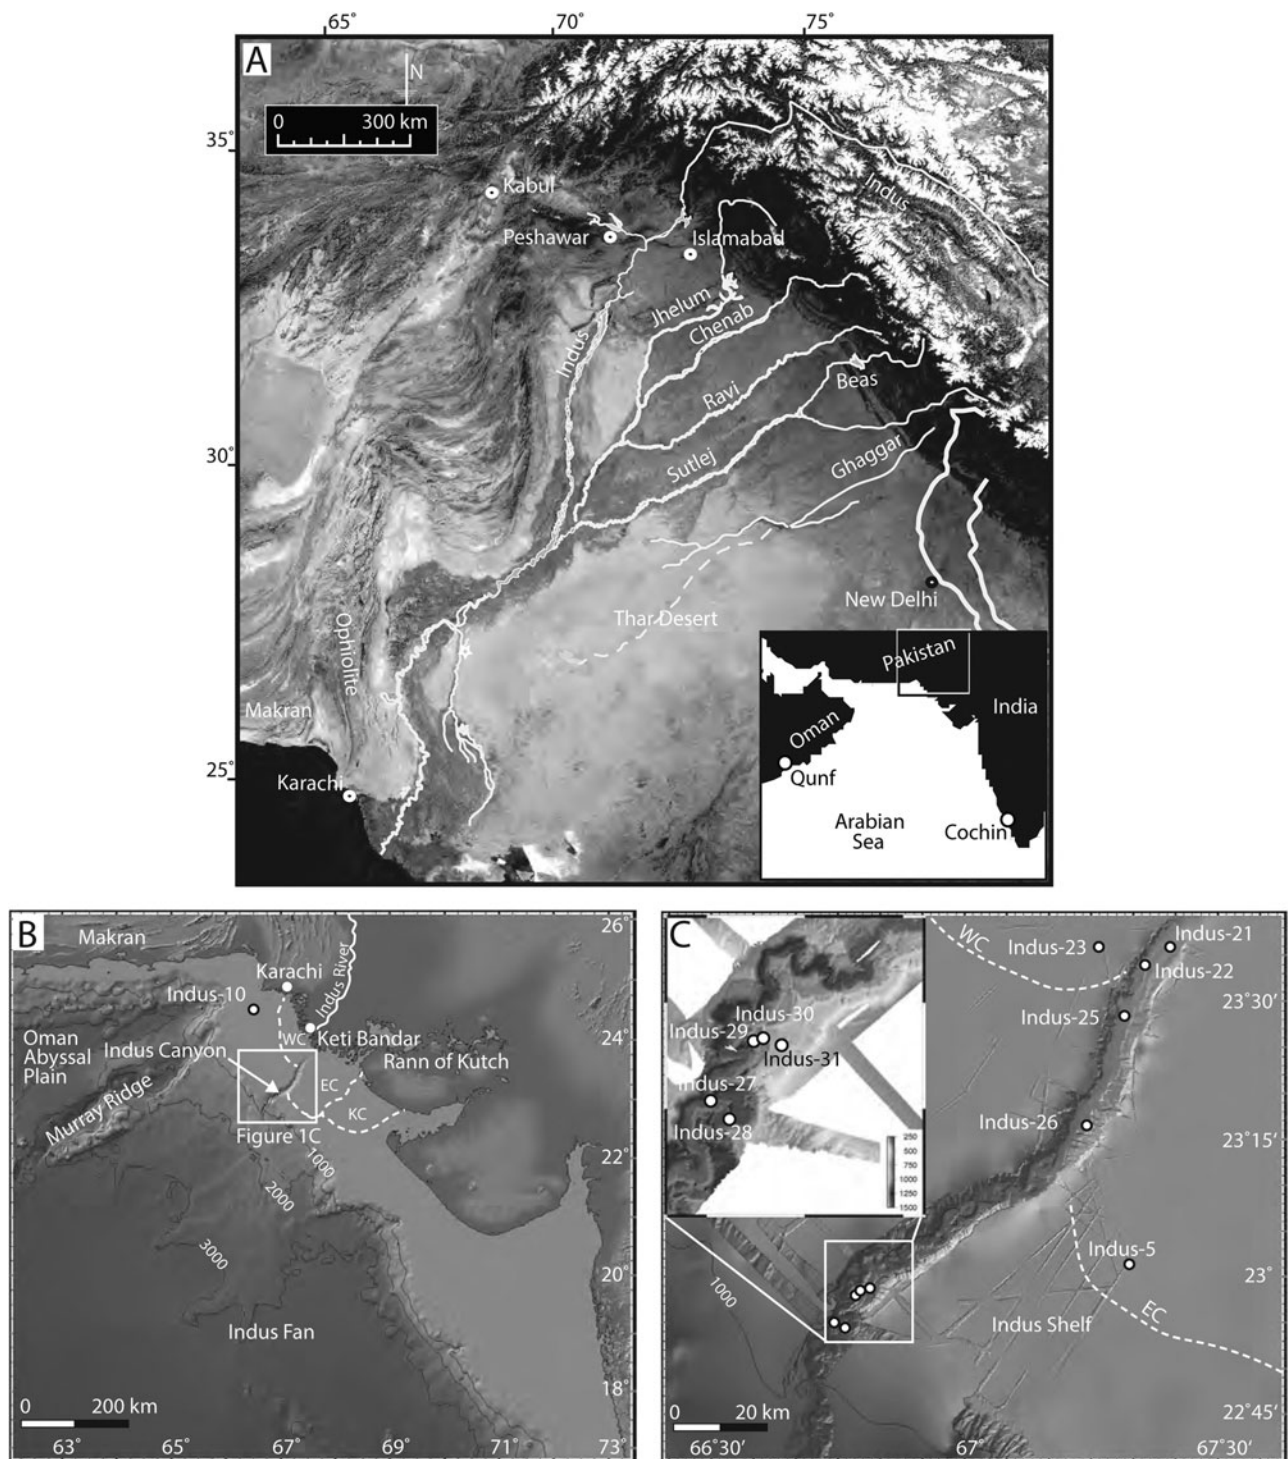 65˚ 70˚ 75˚
A
N
0 300 km
35˚
Kabul
Indus
Peshawar
Islamabad
Jhelum
Chenab
Indus
Ravi
Beas
Sutlej
Ghaggar
30˚
New Delhi
Thar Desert
Ophiolite
Makran
25˚
Karachi
Pakistan
India
Oman
Qunf
Arabian
Sea
Cochin
B
Makran
26˚
Karachi
Indus River
Indus-10
Oman
Abyssal
Plain
24˚
WC
Keti Bandar
Indus Canyon
Rann of Kutch
EC
KC
Murray Ridge
Figure 1C
22˚
1000
2000
3000
20˚
Indus Fan
18˚
0 200 km
63˚ 65˚ 67˚ 69˚ 71˚ 73˚
C
WC
Indus-23
Indus-21
Indus-22
23˚30′
Indus-25
Indus-30
Indus-29
Indus-31
Indus-27
Indus-28
250
500
750
1000
1250
1500
Indus-26
23˚15′
Indus-5
23˚
1000
EC
Indus Shelf
22˚45′
0 20 km
66˚30′ 67˚ 67˚30′